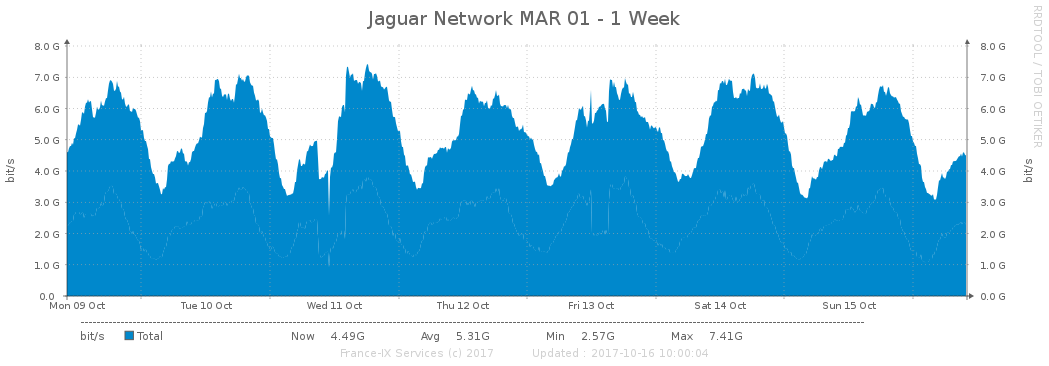 Jaguar Network MAR 01 - 1 Week
RRDTOOL / TOBI OETIKER
8.0 G 8.0 G
7.0 G 7.0 G
6.0 G 6.0 G
5.0 G 5.0 G
bit/s bit/s
4.0 G 4.0 G
3.0 G 3.0 G
2.0 G 2.0 G
1.0 G 1.0 G
0.0 0.0 G
Mon 09 Oct Tue 10 Oct Wed 11 Oct Thu 12 Oct Fri 13 Oct Sat 14 Oct Sun 15 Oct
bit/s Total Now 4.49G Avg 5.31G Min 2.57G Max 7.41G
France-IX Services (c) 2017 Updated : 2017-10-16 10:00:04